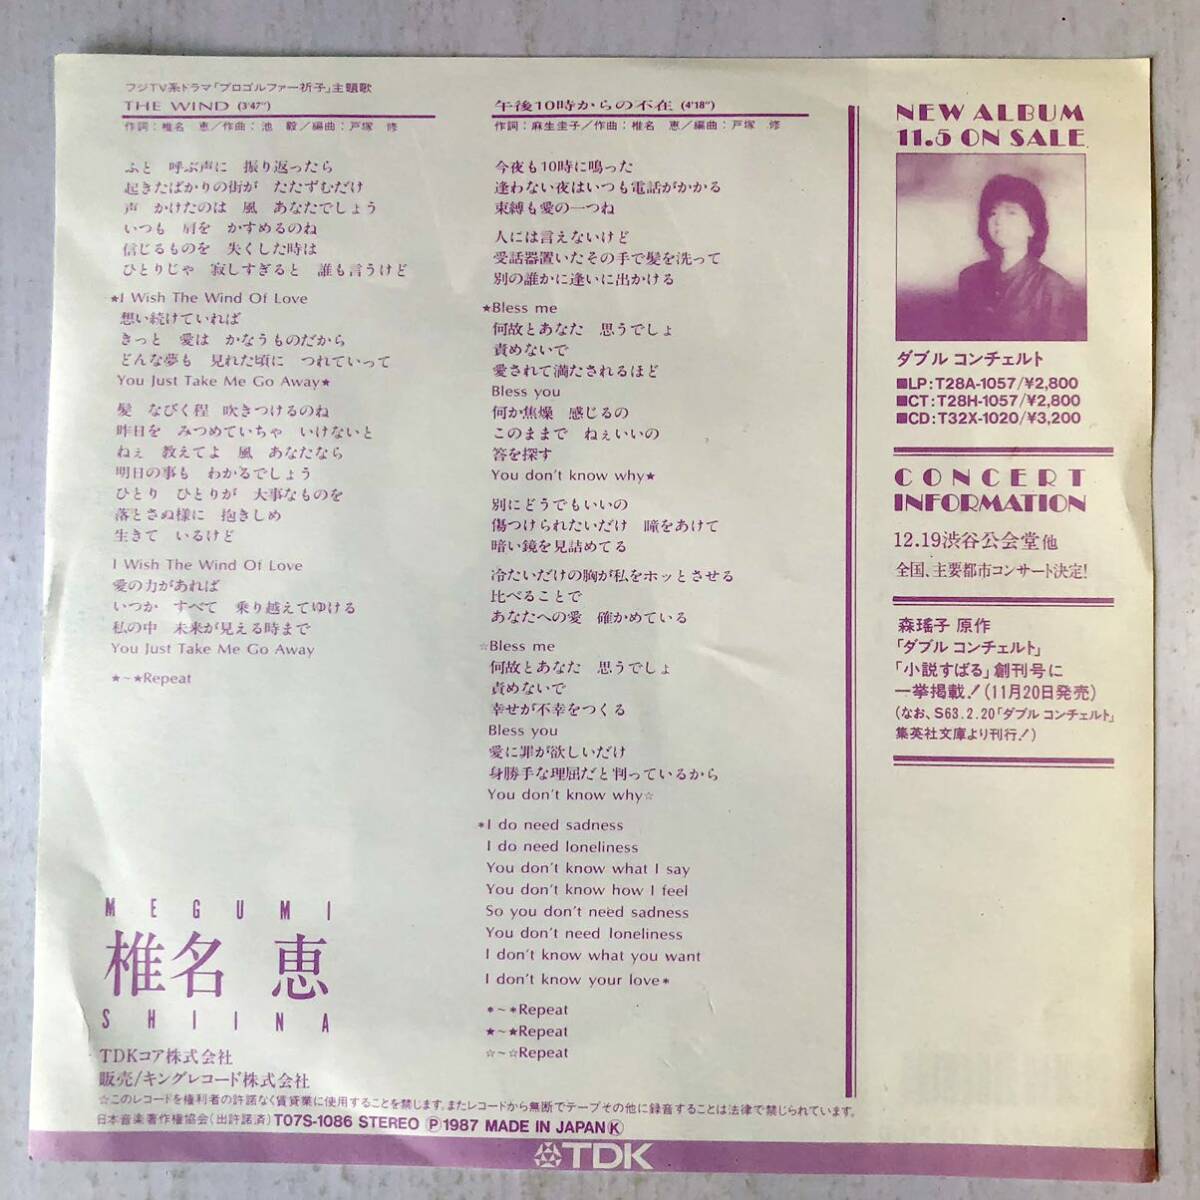 フジTV系ドラマ「プロゴルファー祈子」主題歌
THE WIND (3'47")
作詞：椎名 恵／作曲：池 毅／編曲：戸塚 修
ふと 呼ぶ声に 振り返ったら
起きたばかりの街が たたずむだけ
声 かけたのは 風 あなたでしょう
いつも 肩を かすめるのね
信じるものを 失くした時は
ひとりじゃ 寂しすぎると 誰も言うけど
★I Wish The Wind Of Love
想い続けていれば
きっと 愛は かなうものだから
どんな夢も 見れた頃に つれていって
You Just Take Me Go Away★
髪 なびく程 吹きつけるのね
昨日を みつめていちゃ いけないと
ねぇ 教えてよ 風 あなたなら
明日の事も わかるでしょう
ひとり ひとりが 大事なものを
落とさぬ様に 抱きしめ
生きて いるけど
I Wish The Wind Of Love
愛の力があれば
いつか すべて 乗り越えてゆける
私の中 未来が見える時まで
You Just Take Me Go Away
★～★Repeat
MEGUMI
椎名 恵
SHIINA
TDKコア株式会社
販売/キングレコード株式会社
午後10時からの不在 (4'18")
作詞：麻生圭子／作曲：椎名 恵／編曲：戸塚 修
今夜も10時に鳴った
逢わない夜はいつも電話がかかる
束縛も愛の一つね
人には言えないけど
受話器置いたその手で髪を洗って
別の誰かに逢いに出かける
★Bless me
何故とあなた 思うでしょ
責めないで
愛されて満たされるほど
Bless you
何か焦燥 感じるの
このままで ねぇいいの
答を探す
You don't know why★
別にどうでもいいの
傷つけられたいだけ 瞳をあけて
暗い鏡を見詰めてる
冷たいだけの胸が私をホッとさせる
比べることで
あなたへの愛 確かめている
☆Bless me
何故とあなた 思うでしょ
責めないで
幸せが不幸をつくる
Bless you
愛に罪が欲しいだけ
身勝手な理屈だと判っているから
You don't know why☆
*I do need sadness
I do need loneliness
You don't know what I say
You don't know how I feel
So you don't need sadness
You don't need loneliness
I don't know what you want
I don't know your love*
*～*Repeat
★～★Repeat
☆～☆Repeat
NEW ALBUM
11.5 ON SALE
ダブル コンチェルト
■LP：T28A-1057/¥2,800
■CT：T28H-1057/¥2,800
■CD：T32X-1020/¥3,200
CONCERT
INFORMATION
12.19渋谷公会堂他
全国、主要都市コンサート決定！
森瑤子 原作
「ダブル コンチェルト」
「小説すばる」創刊号に
一挙掲載！(11月20日発売)
(なお、S63.2.20「ダブル コンチェルト」
集英社文庫より刊行！)
☆このレコードを権利者の許諾なく賃貸業に使用することを禁じます。またレコードから無断でテープその他に録音することは法律で禁じられています。
日本音楽著作権協会(出許諾済) T07S-1086 STEREO Ⓟ1987 MADE IN JAPAN Ⓚ
TDK